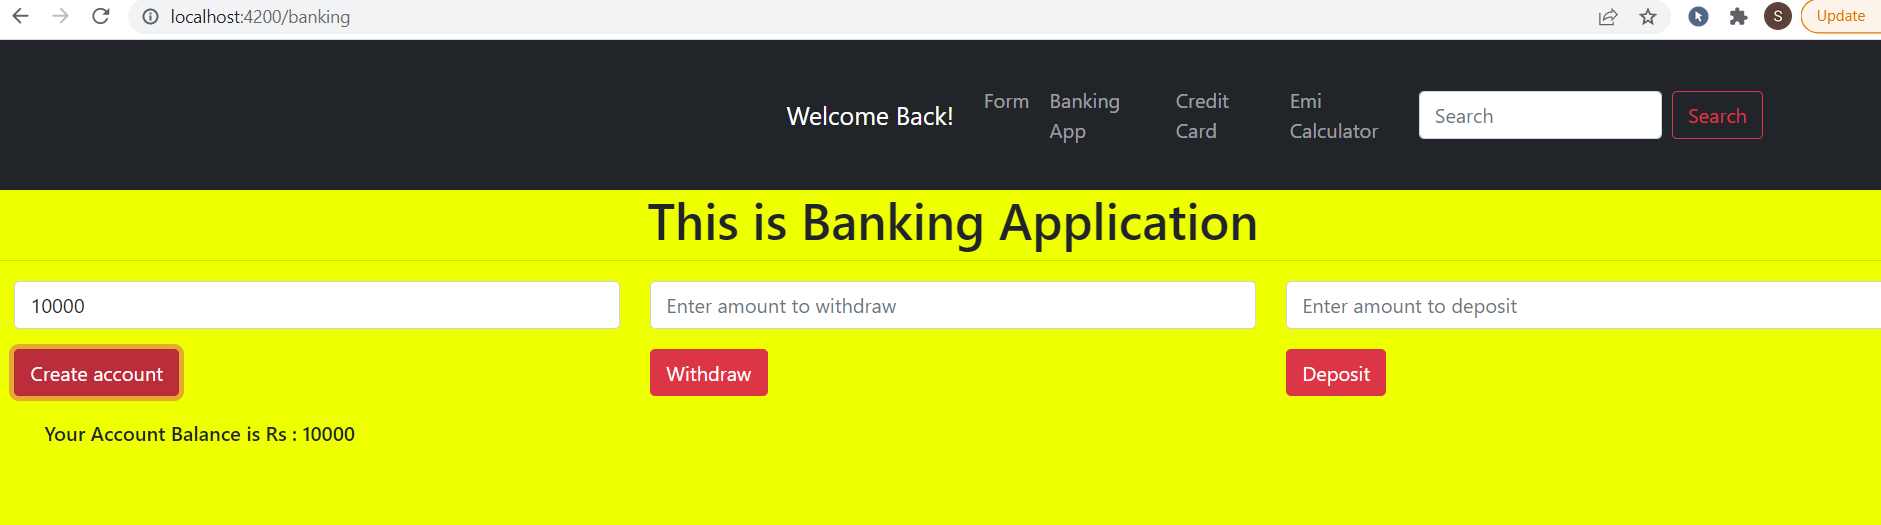 localhost:4200/banking
S
Update
Welcome Back!
Form
Banking
App
Credit
Card
Emi
Calculator
Search
Search
This is Banking Application
10000
Enter amount to withdraw
Enter amount to deposit
Create account
Withdraw
Deposit
Your Account Balance is Rs : 10000